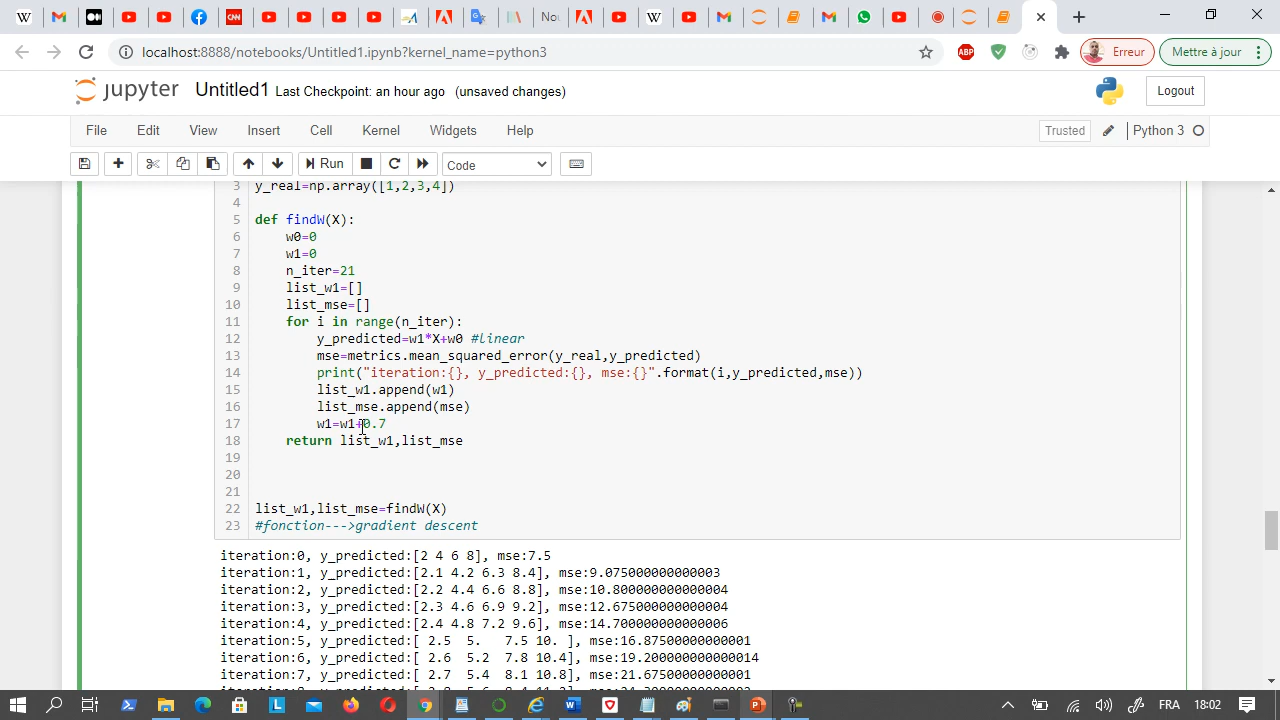 CNN
No
localhost:8888/notebooks/Untitled1.ipynb?kernel_name=python3
ABP
Erreur
Mettre à jour
jupyter Untitled1 Last Checkpoint: an hour ago (unsaved changes)
Logout
File Edit View Insert Cell Kernel Widgets Help
Trusted
Python 3
Run
Code
3 y_real=np.array([1,2,3,4])
4
5 def findW(X):
6 w0=0
7 w1=0
8 n_iter=21
9 list_w1=[]
10 list_mse=[]
11 for i in range(n_iter):
12 y_predicted=w1*X+w0 #linear
13 mse=metrics.mean_squared_error(y_real,y_predicted)
14 print("iteration:{}, y_predicted:{}, mse:{}".format(i,y_predicted,mse))
15 list_w1.append(w1)
16 list_mse.append(mse)
17 w1=w1+0.7
18 return list_w1,list_mse
19
20
21
22 list_w1,list_mse=findW(X)
23 #fonction--->gradient descent
iteration:0, y_predicted:[2 4 6 8], mse:7.5
iteration:1, y_predicted:[2.1 4.2 6.3 8.4], mse:9.075000000000003
iteration:2, y_predicted:[2.2 4.4 6.6 8.8], mse:10.800000000000004
iteration:3, y_predicted:[2.3 4.6 6.9 9.2], mse:12.675000000000004
iteration:4, y_predicted:[2.4 4.8 7.2 9.6], mse:14.700000000000006
iteration:5, y_predicted:[ 2.5 5. 7.5 10. ], mse:16.87500000000001
iteration:6, y_predicted:[ 2.6 5.2 7.8 10.4], mse:19.200000000000014
iteration:7, y_predicted:[ 2.7 5.4 8.1 10.8], mse:21.67500000000001
FRA
18:02